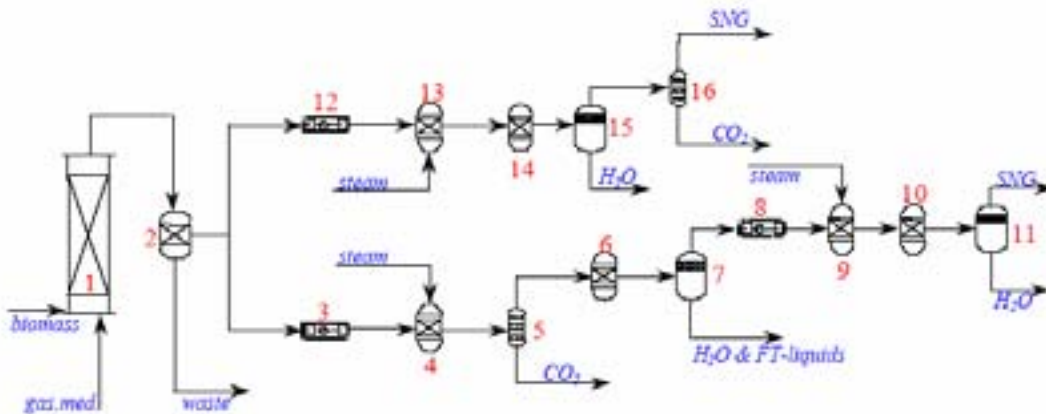 SNG
12
13
16
15
14
CO2
steam
H2O
steam
SNG
2
8
10
1
steam
6
11
7
9
3
biomass
5
H2O
4
H2O & FT-liquids
CO2
gas.med
waste